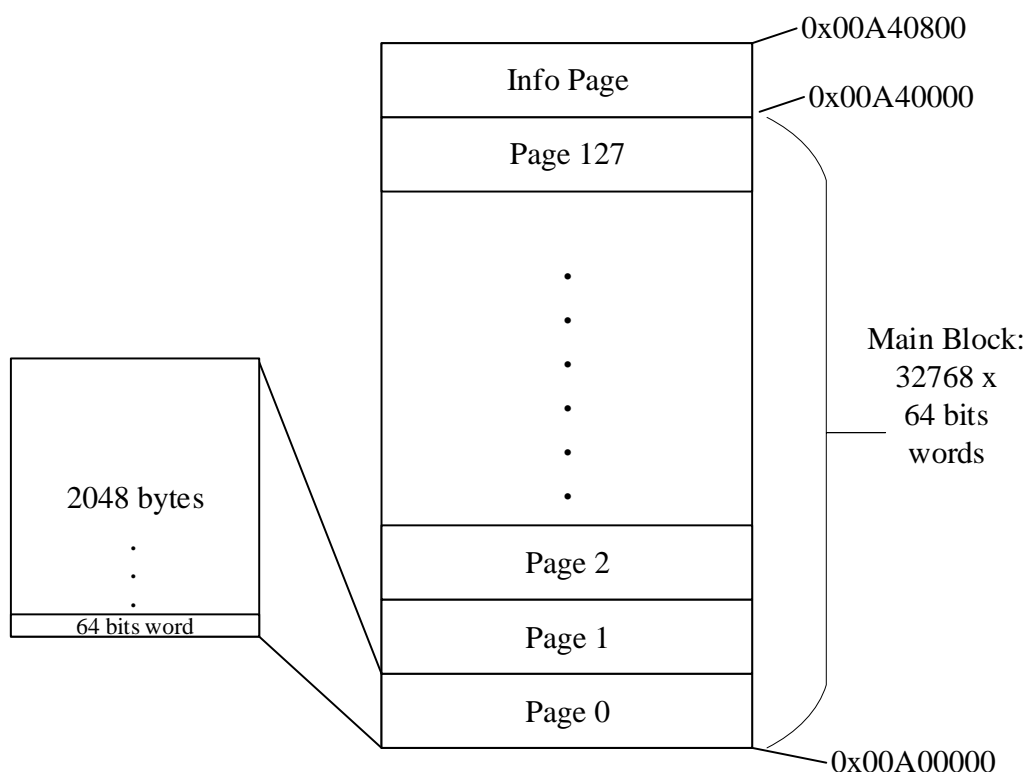 0x00A40800
Info Page
0x00A40000
Page 127
.
.
.
.
.
.
Main Block:
32768 x
64 bits
words
2048 bytes
.
.
.
64 bits word
Page 2
Page 1
Page 0
0x00A00000